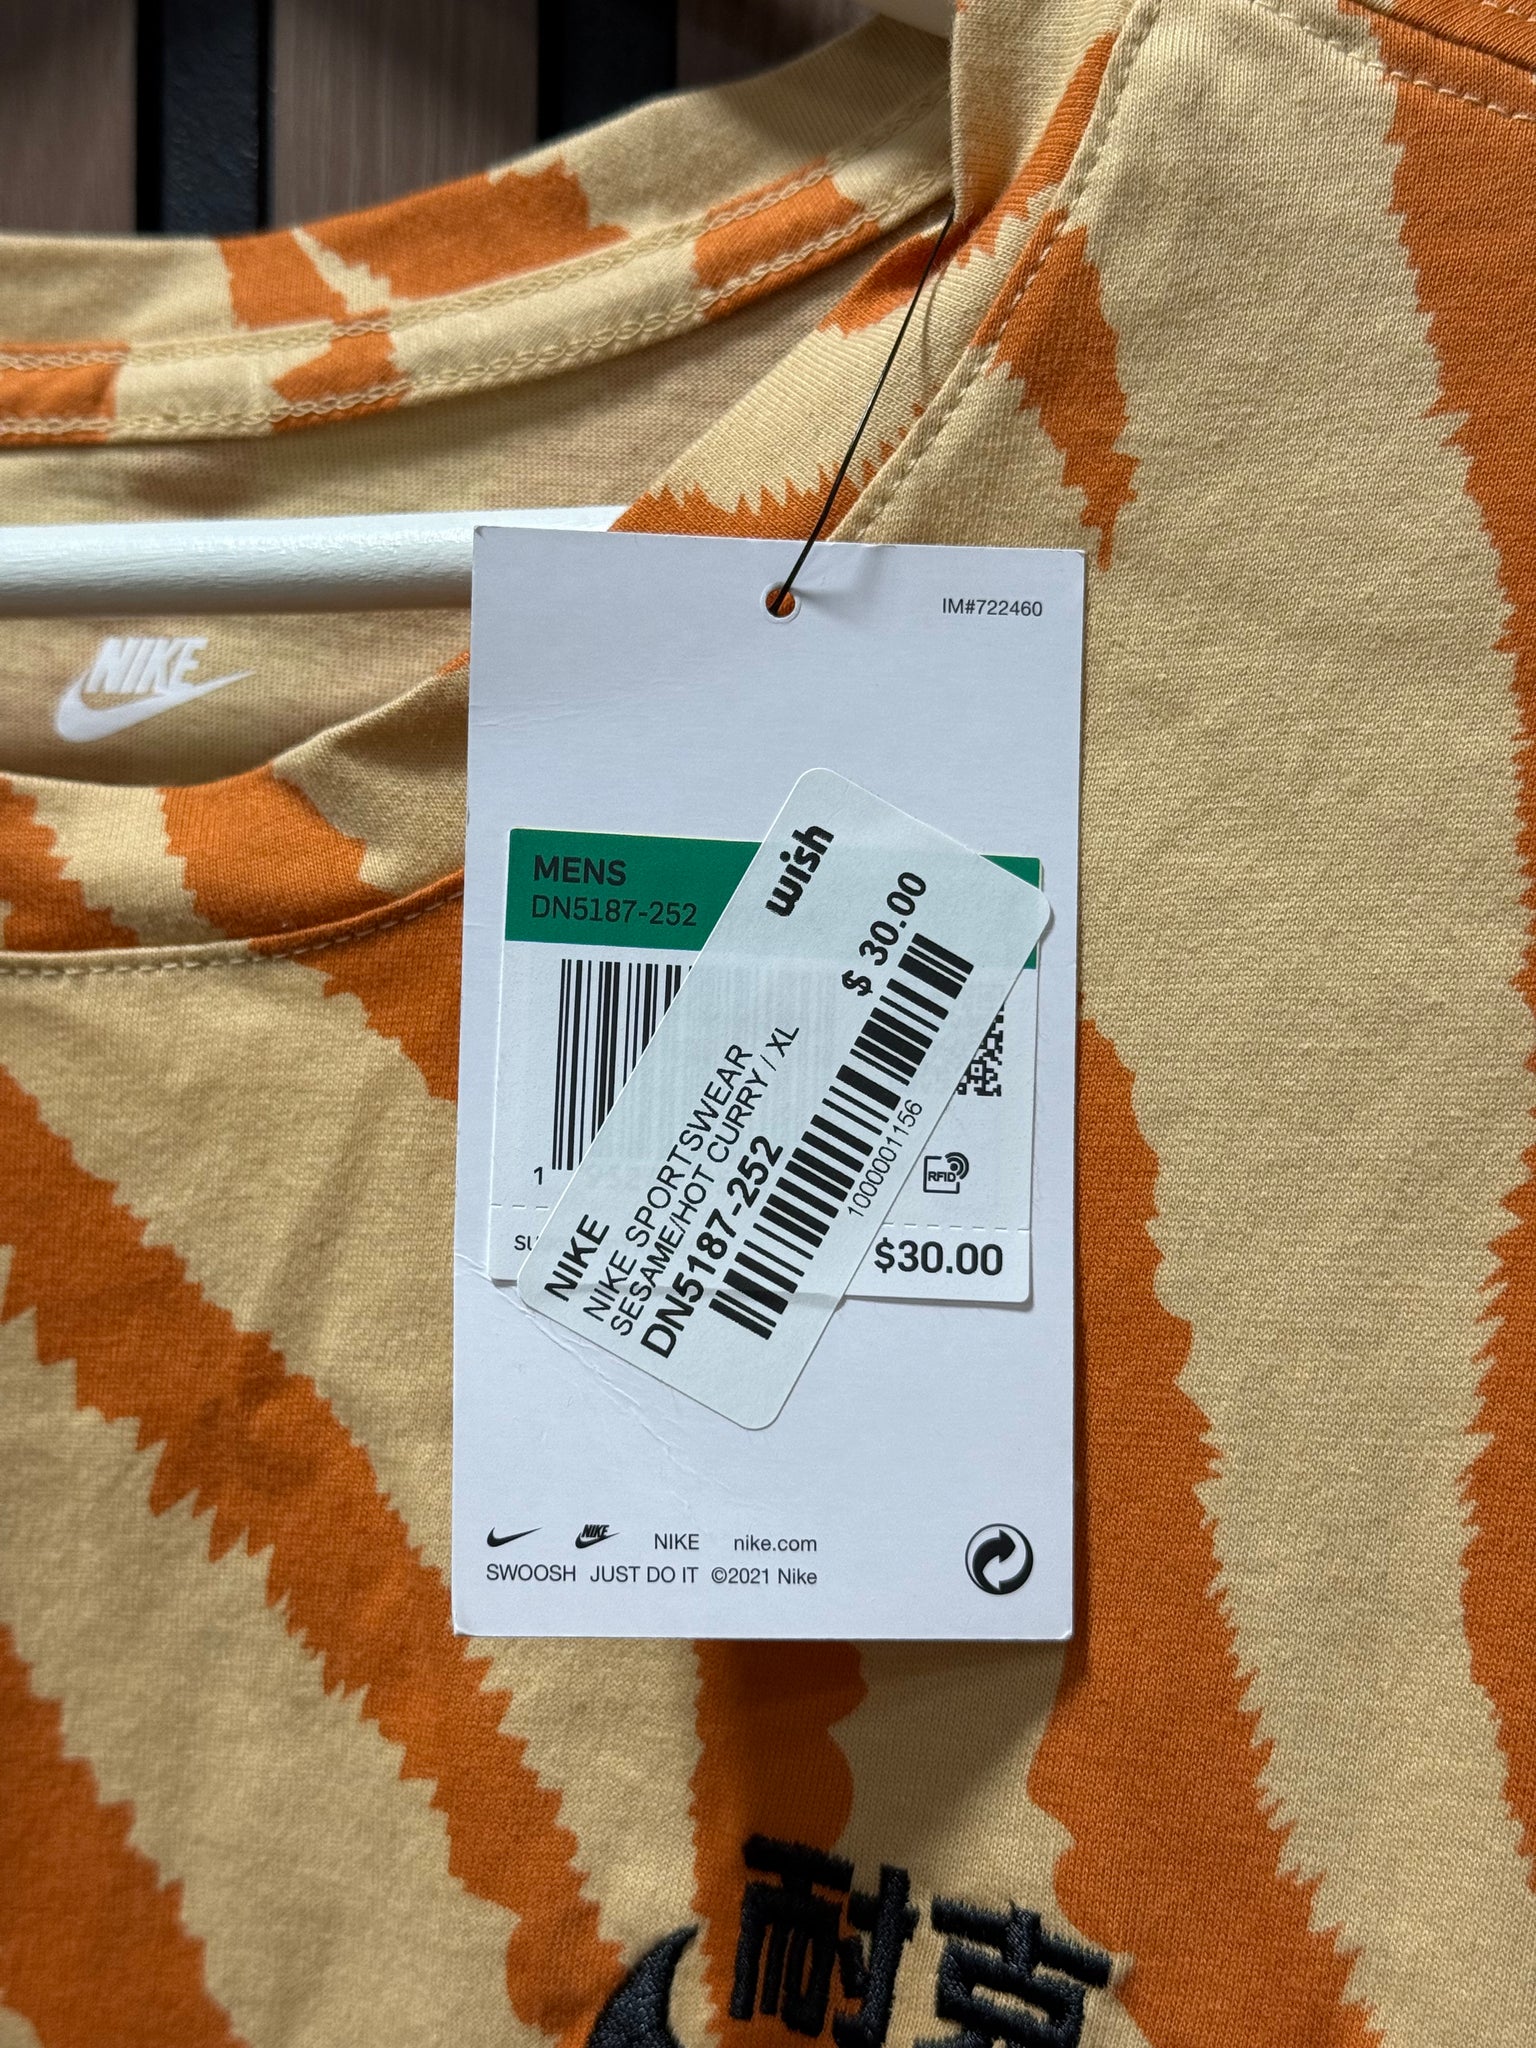 NIKE
IM#722460
MENS
DN5187-252
wish
$ 30.00
NIKE
NIKE SPORTSWEAR
SESAME/HOT CURRY / XL
DN5187-252
1000001156
7
RFID
$30.00
NIKE NIKE nike.com
SWOOSH JUST DO IT ©2021 Nike
耐克